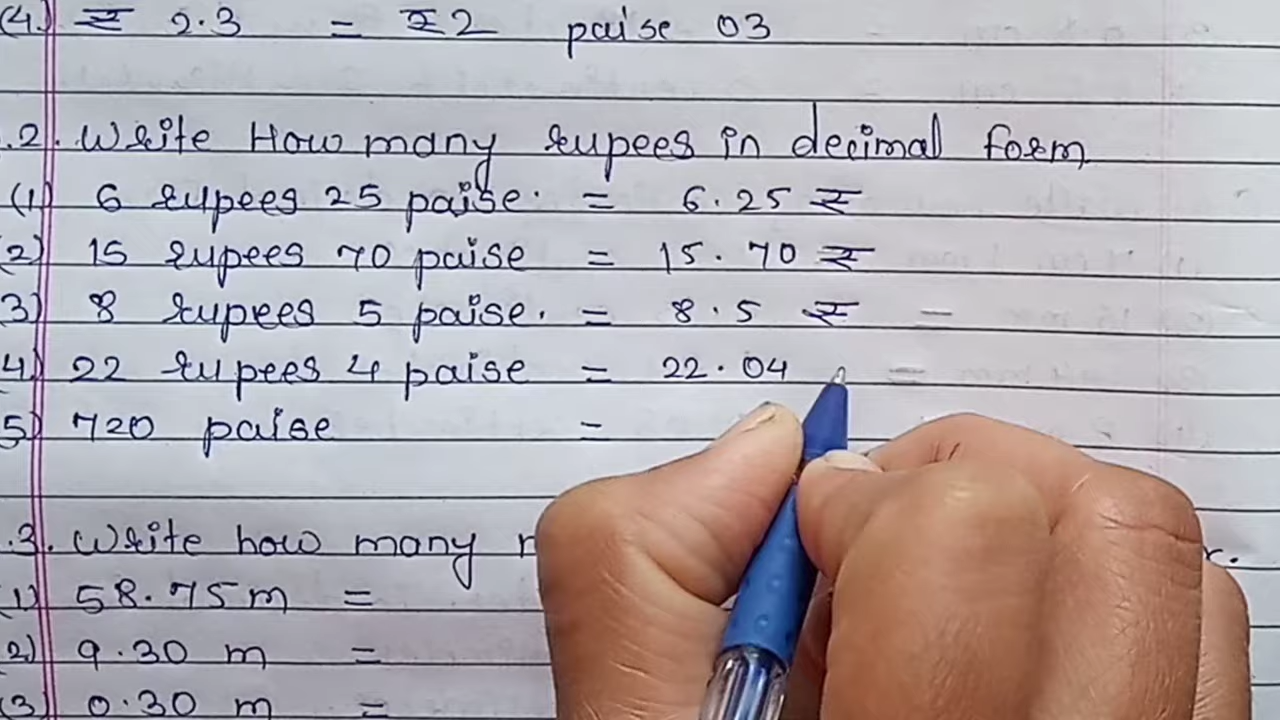 (4.) ₹ 2.3 = ₹2 paise 03
.2. Write How many rupees in decimal form
(1) 6 rupees 25 paise. = 6.25 ₹
(2) 15 rupees 70 paise = 15.70 ₹
3) 8 rupees 5 paise. = 8.5 ₹
4) 22 rupees 4 paise = 22.04
5) 720 paise =
.3. Write how many
(1) 58.75m =
2) 9.30 m =
(3) 0.30 m =